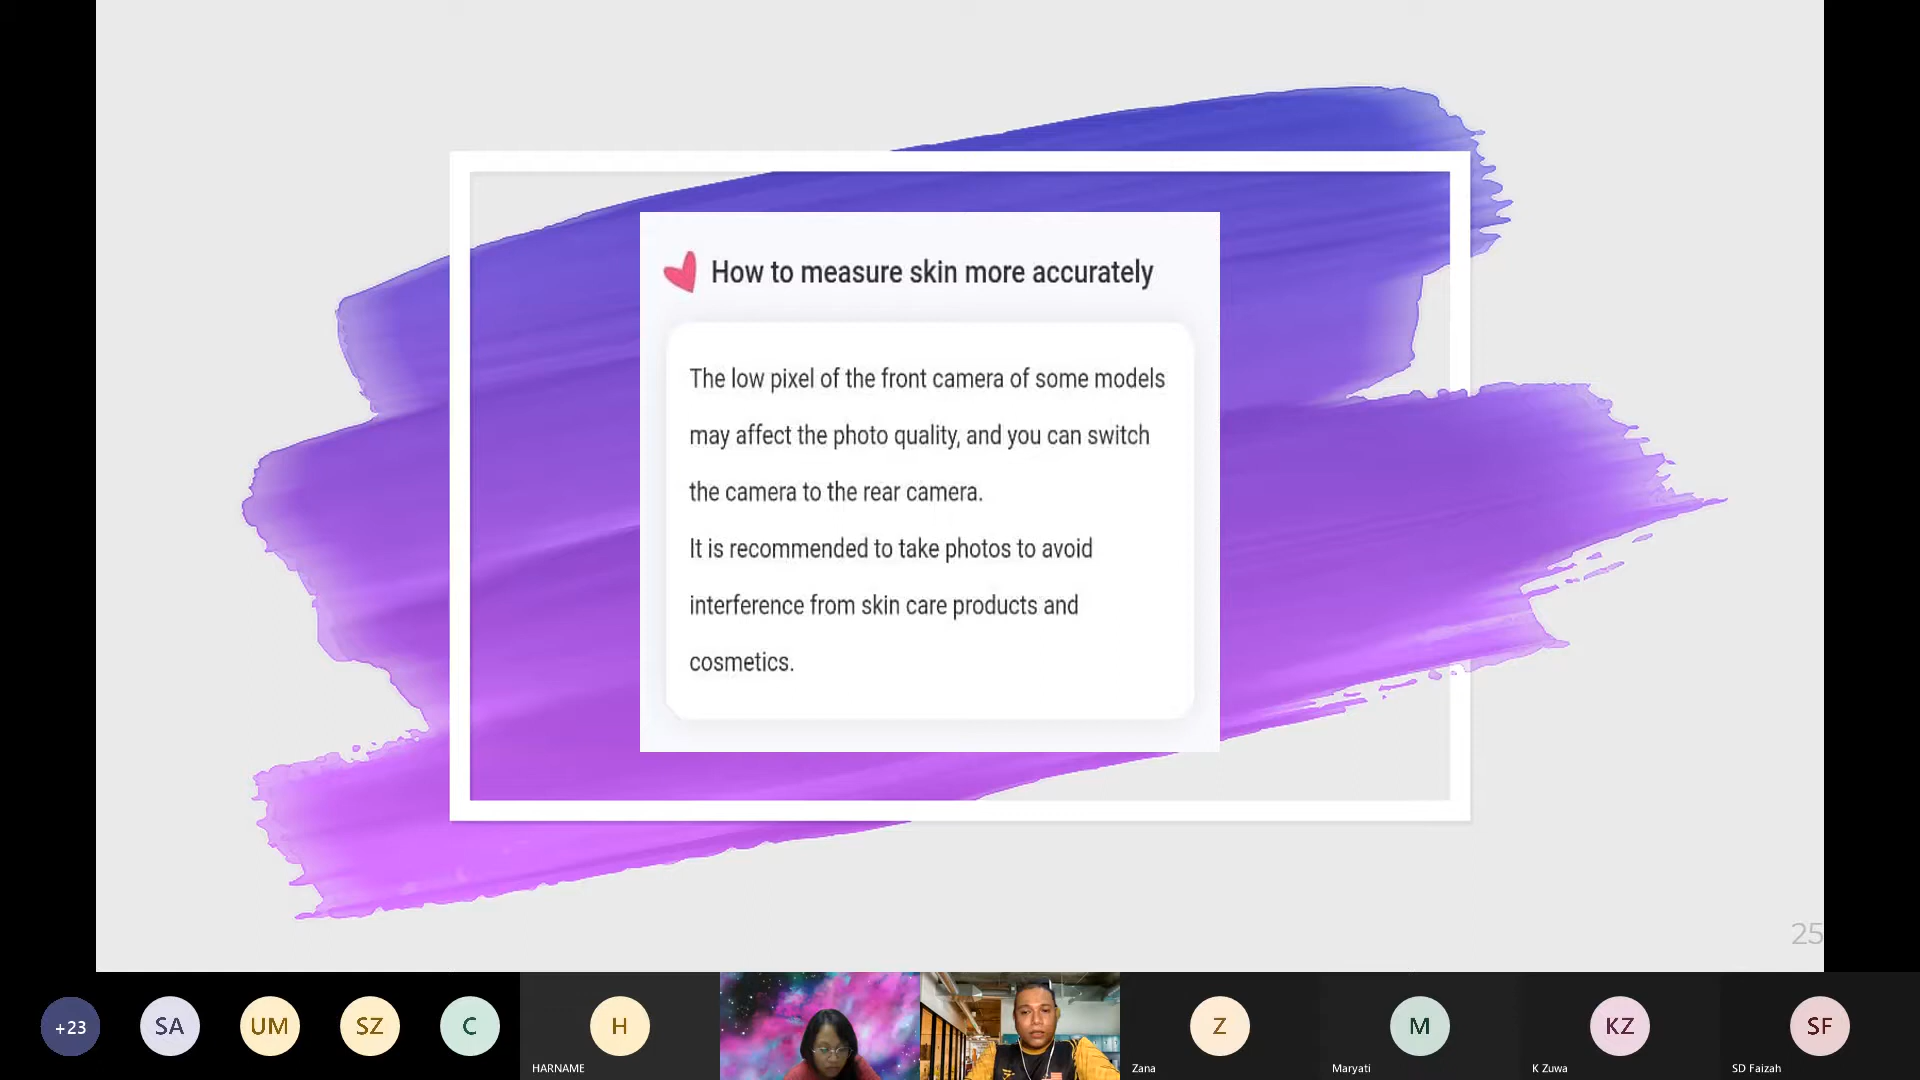 How to measure skin more accurately
The low pixel of the front camera of some models
may affect the photo quality, and you can switch
the camera to the rear camera.
It is recommended to take photos to avoid
interference from skin care products and
cosmetics.
25
+23
SA
UM
SZ
C
H
HARNAME
Z
Zana
M
Maryati
KZ
K Zuwa
SF
SD Faizah